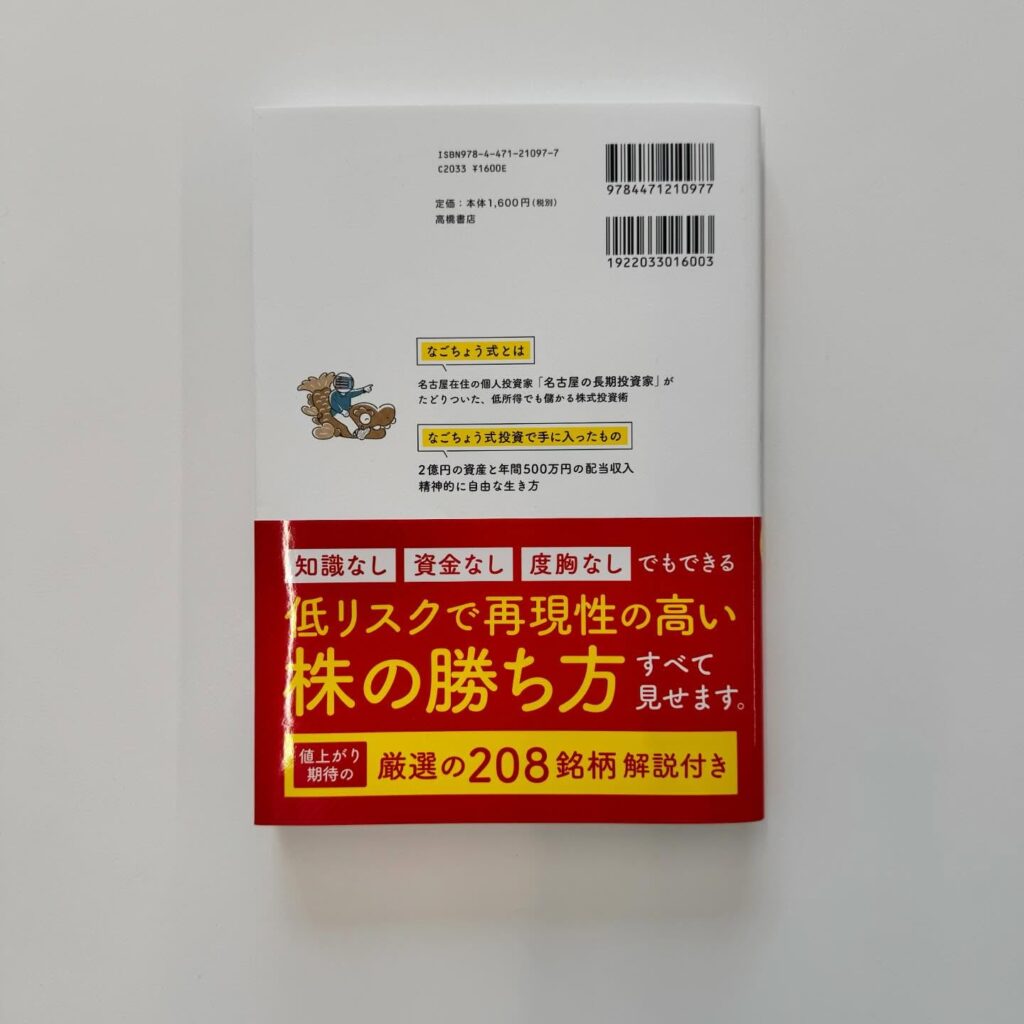 ISBN978-4-471-21097-7
C2033 ¥1600E
定価：本体1,600円(税別)
高橋書店
9784471210977
1922033016003
なごちょう式とは
名古屋在住の個人投資家「名古屋の長期投資家」が
たどりついた、低所得でも儲かる株式投資術
なごちょう式投資で手に入ったもの
2億円の資産と年間500万円の配当収入
精神的に自由な生き方
知識なし 資金なし 度胸なし でもできる
低リスクで再現性の高い
株の勝ち方 すべて
見せます。
値上がり
期待の
厳選の208銘柄解説付き